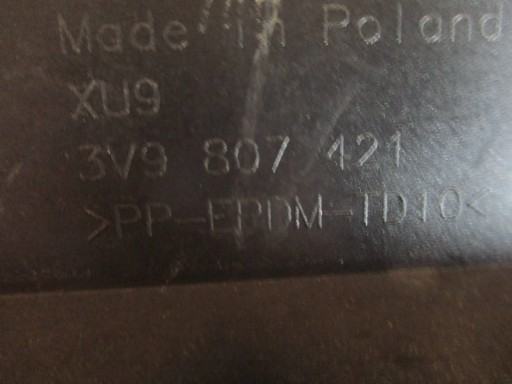 Made in Poland
XU9
3V9 807 421
>PP-EPDM-TD10<